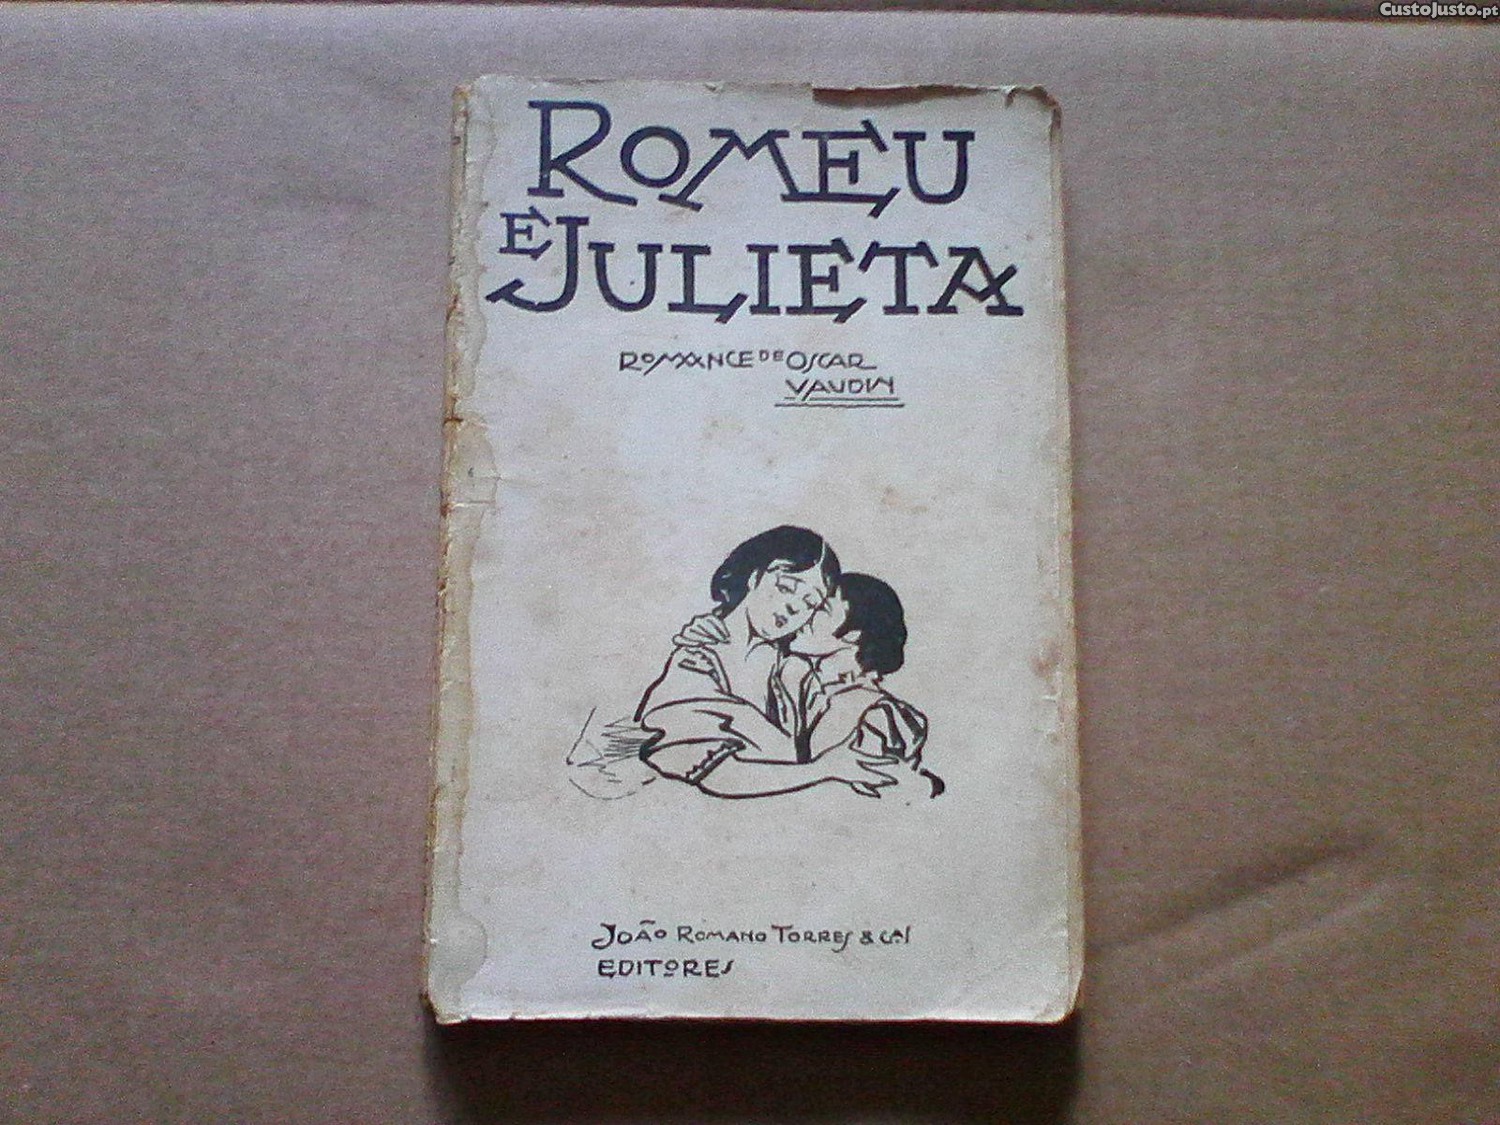 CustoJusto.pt
ROMEU
E JULIETA
ROMANCE DE OSCAR
VAUDIN
JOÃO ROMANO TORRES & C.A
EDITORES